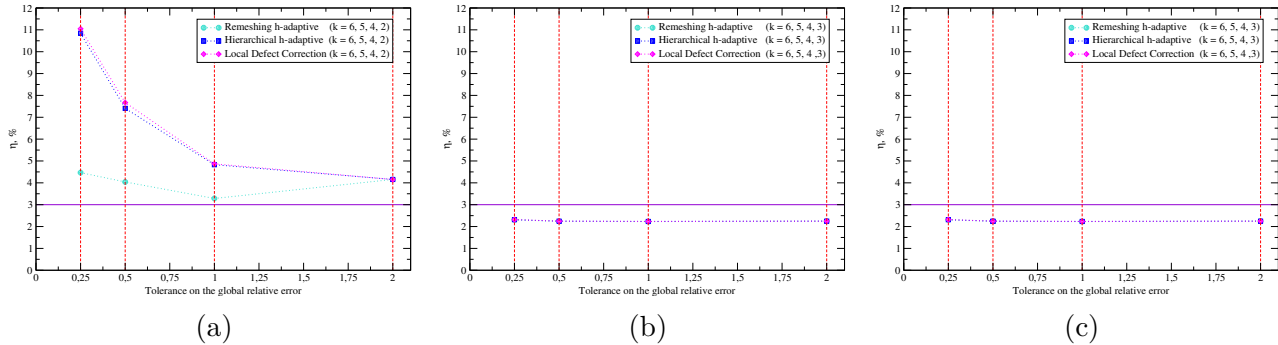 12
11
10
9
8
7
6
5
4
3
2
1
0
η, %
Remeshing h-adaptive (k = 6, 5, 4, 2)
Hierarchical h-adaptive (k = 6, 5, 4, 2)
Local Defect Correction (k = 6, 5, 4, 2)
0 0,25 0,5 0,75 1 1,25 1,5 1,75 2
Tolerance on the global relative error
(a)
12
11
10
9
8
7
6
5
4
3
2
1
0
η, %
Remeshing h-adaptive (k = 6, 5, 4, 3)
Hierarchical h-adaptive (k = 6, 5, 4, 3)
Local Defect Correction (k = 6, 5, 4 ,3)
0 0,25 0,5 0,75 1 1,25 1,5 1,75 2
Tolerance on the global relative error
(b)
12
11
10
9
8
7
6
5
4
3
2
1
0
η, %
Remeshing h-adaptive (k = 6, 5, 4, 3)
Hierarchical h-adaptive (k = 6, 5, 4, 3)
Local Defect Correction (k = 6, 5, 4 ,3)
0 0,25 0,5 0,75 1 1,25 1,5 1,75 2
Tolerance on the global relative error
(c)